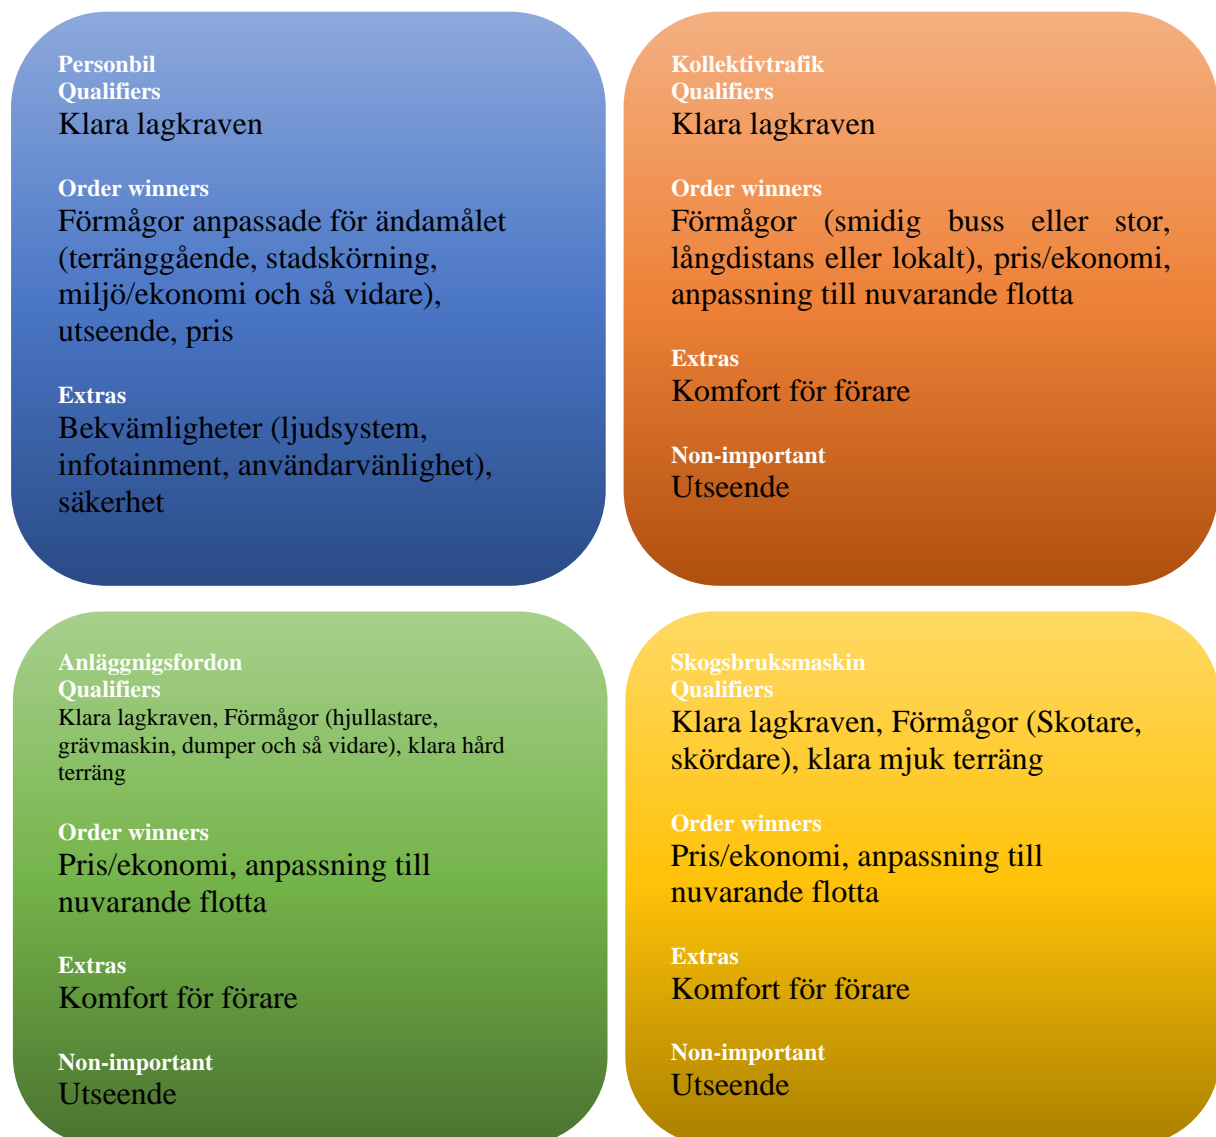 Personbil
Qualifiers
Klara lagkraven
Order winners
Förmågor anpassade för ändamålet
(terränggående, stadskörning,
miljö/ekonomi och så vidare),
utseende, pris
Extras
Bekvämligheter (ljudsystem,
infotainment, användarvänlighet),
säkerhet
Kollektivtrafik
Qualifiers
Klara lagkraven
Order winners
Förmågor (smidig buss eller stor,
långdistans eller lokalt), pris/ekonomi,
anpassning till nuvarande flotta
Extras
Komfort för förare
Non-important
Utseende
Anläggnigsfordon
Qualifiers
Klara lagkraven, Förmågor (hjullastare,
grävmaskin, dumper och så vidare), klara hård
terräng
Order winners
Pris/ekonomi, anpassning till
nuvarande flotta
Extras
Komfort för förare
Non-important
Utseende
Skogsbruksmaskin
Qualifiers
Klara lagkraven, Förmågor (Skotare,
skördare), klara mjuk terräng
Order winners
Pris/ekonomi, anpassning till
nuvarande flotta
Extras
Komfort för förare
Non-important
Utseende